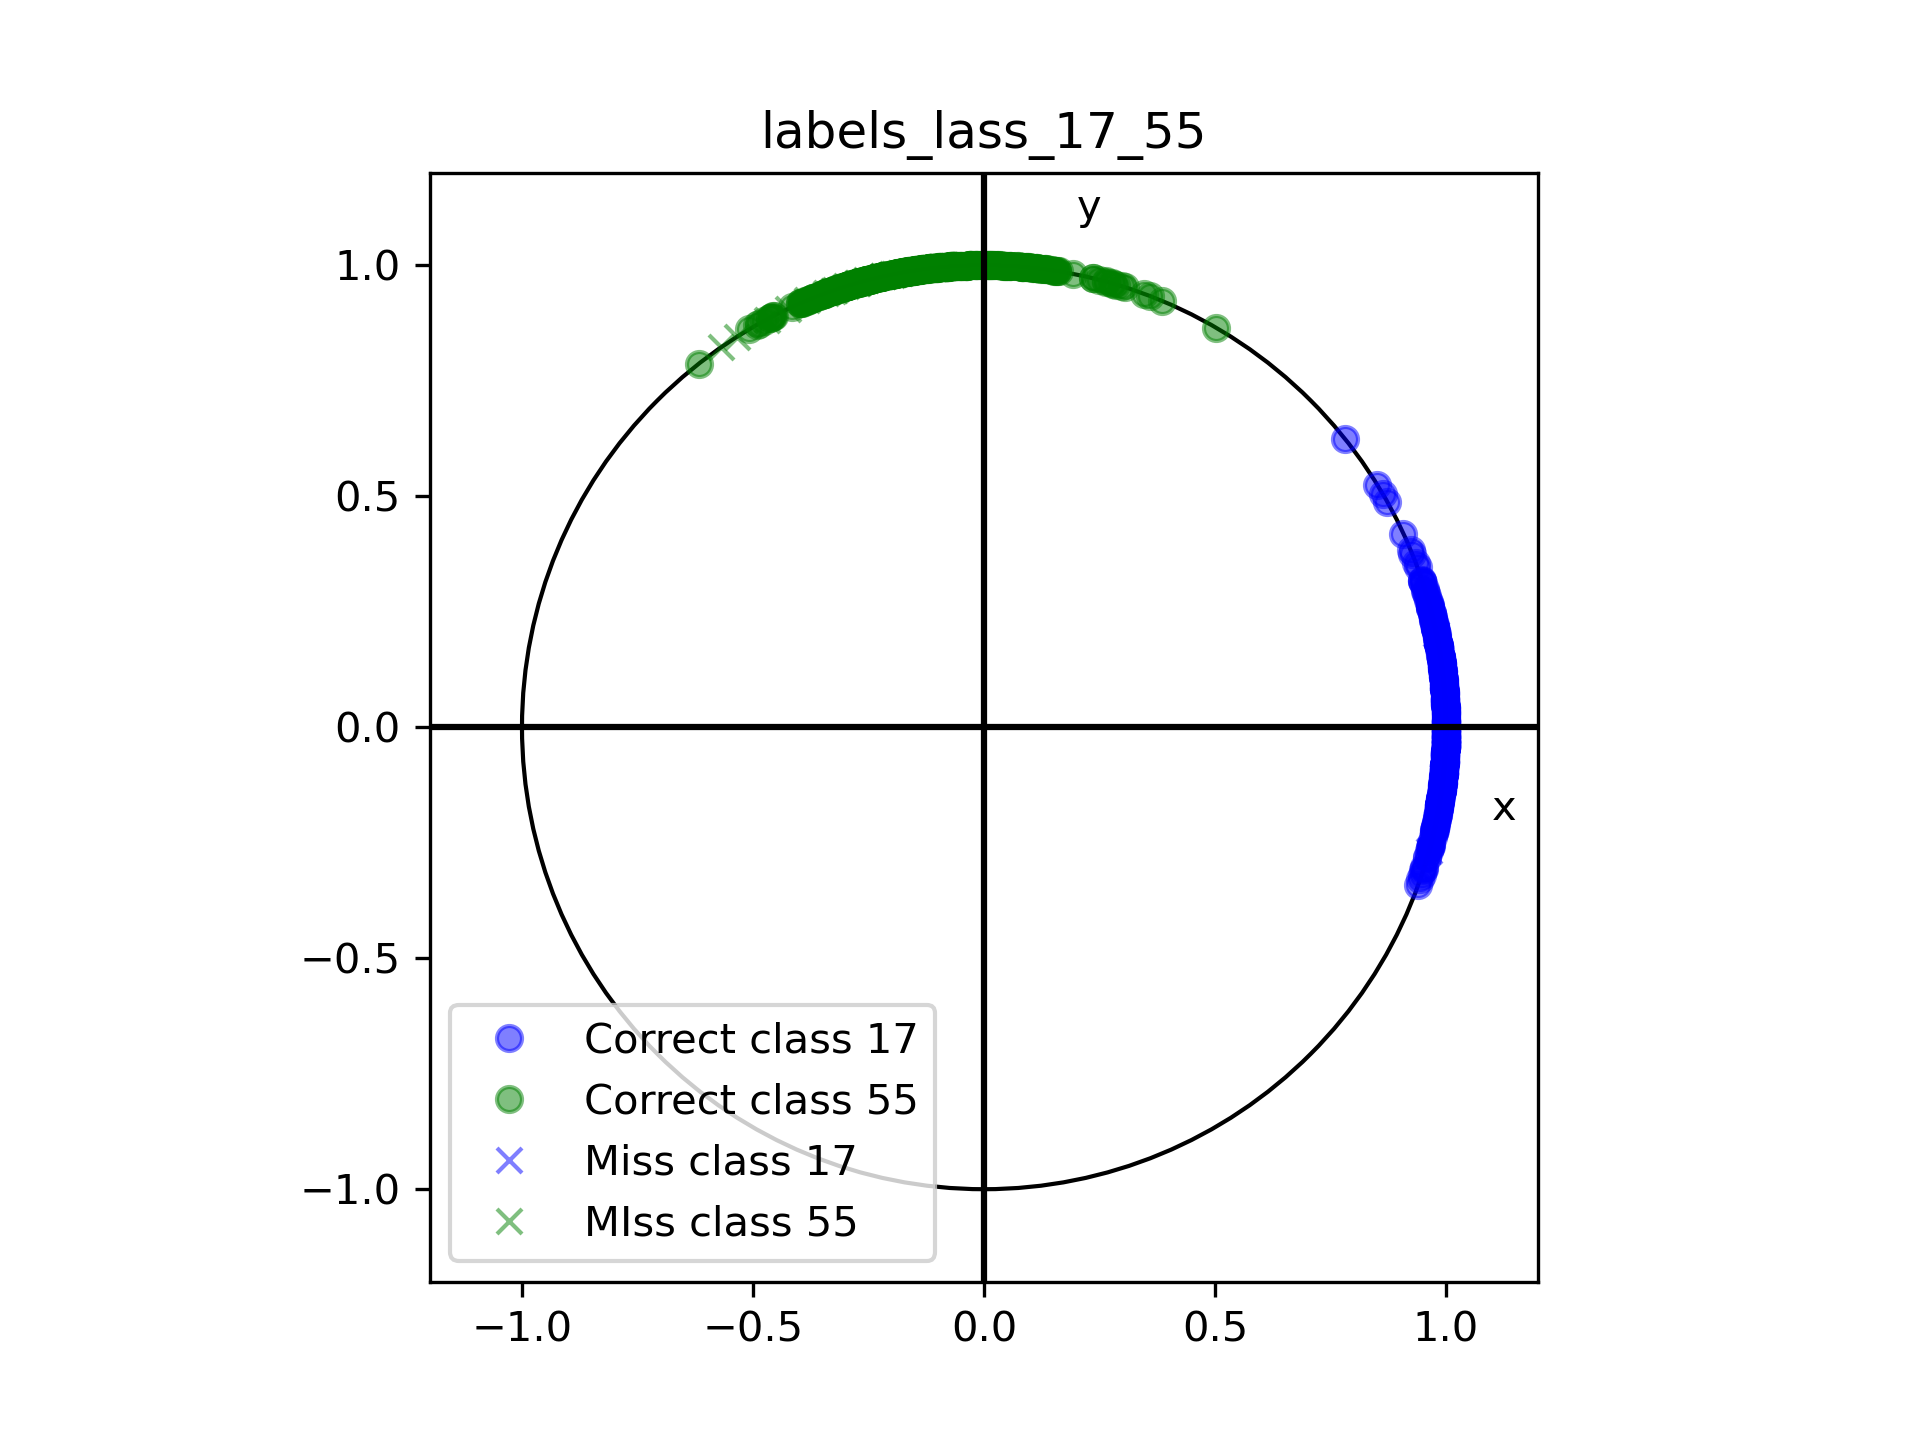 labels_lass_17_55
y
1.0
0.5
0.0
x
−0.5
−1.0
Correct class 17
Correct class 55
Miss class 17
MIss class 55
−1.0 −0.5 0.0 0.5 1.0